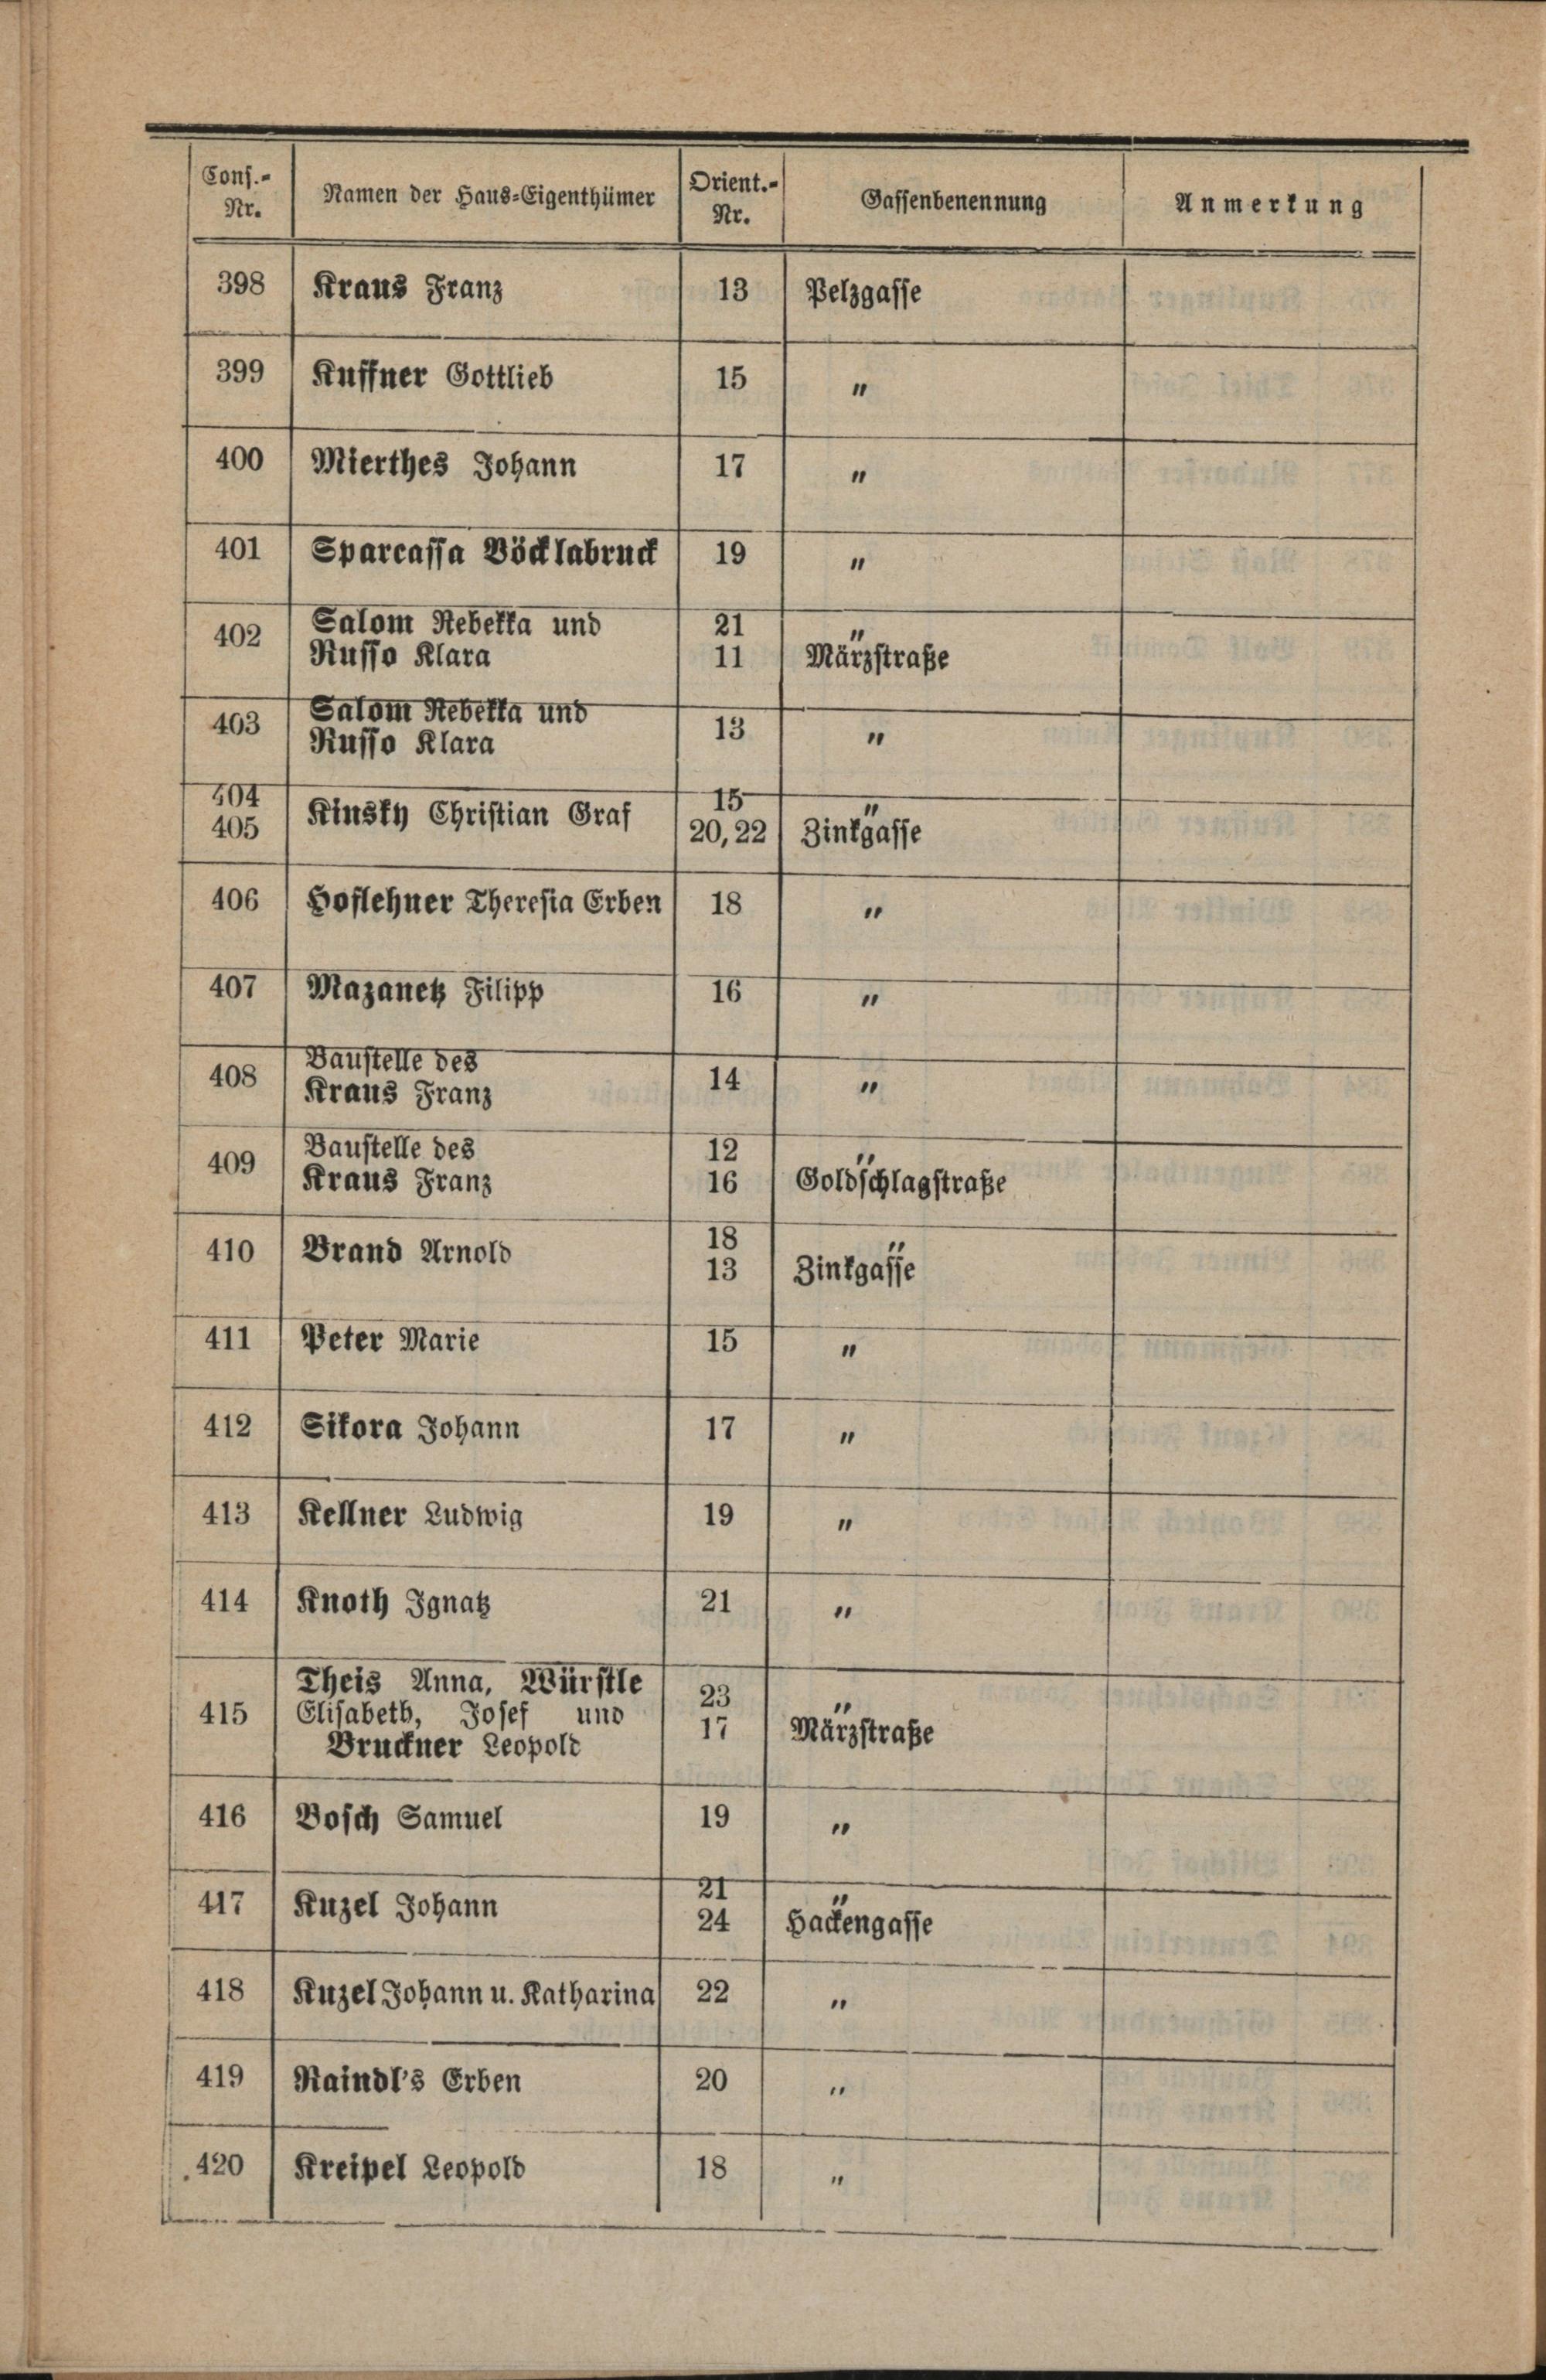 Cons.- Nr. | Namen der Haus-Eigenthümer | Orient.- Nr. | Gassenbenennung | Anmerkung
398 Kraus Franz 13 Pelzgasse
399 Kuffner Gottlieb 15 "
400 Mierthes Johann 17 "
401 Sparcassa Vöcklabruck 19 "
402 Salom Rebekka und 21 "
Russo Klara 11 Märzstraße
403 Salom Rebekka und 13 "
Russo Klara
404 Kinsky Christian Graf 15 "
405 20, 22 Zinkgasse
406 Hoflehner Theresia Erben 18 "
407 Mazanetz Filipp 16 "
408 Baustelle des 14 "
Kraus Franz
409 Baustelle des 12 "
Kraus Franz 16 Goldschlagstraße
410 Brand Arnold 18 "
13 Zinkgasse
411 Peter Marie 15 "
412 Sikora Johann 17 "
413 Kellner Ludwig 19 "
414 Knoth Ignatz 21 "
415 Theis Anna, Würstle 23 "
Elisabeth, Josef und 17 Märzstraße
Bruckner Leopold
416 Bosch Samuel 19 "
417 Kuzel Johann 21 "
24 Hackengasse
418 Kuzel Johann u. Katharina 22 "
419 Raindl's Erben 20 "
420 Kreipel Leopold 18 "